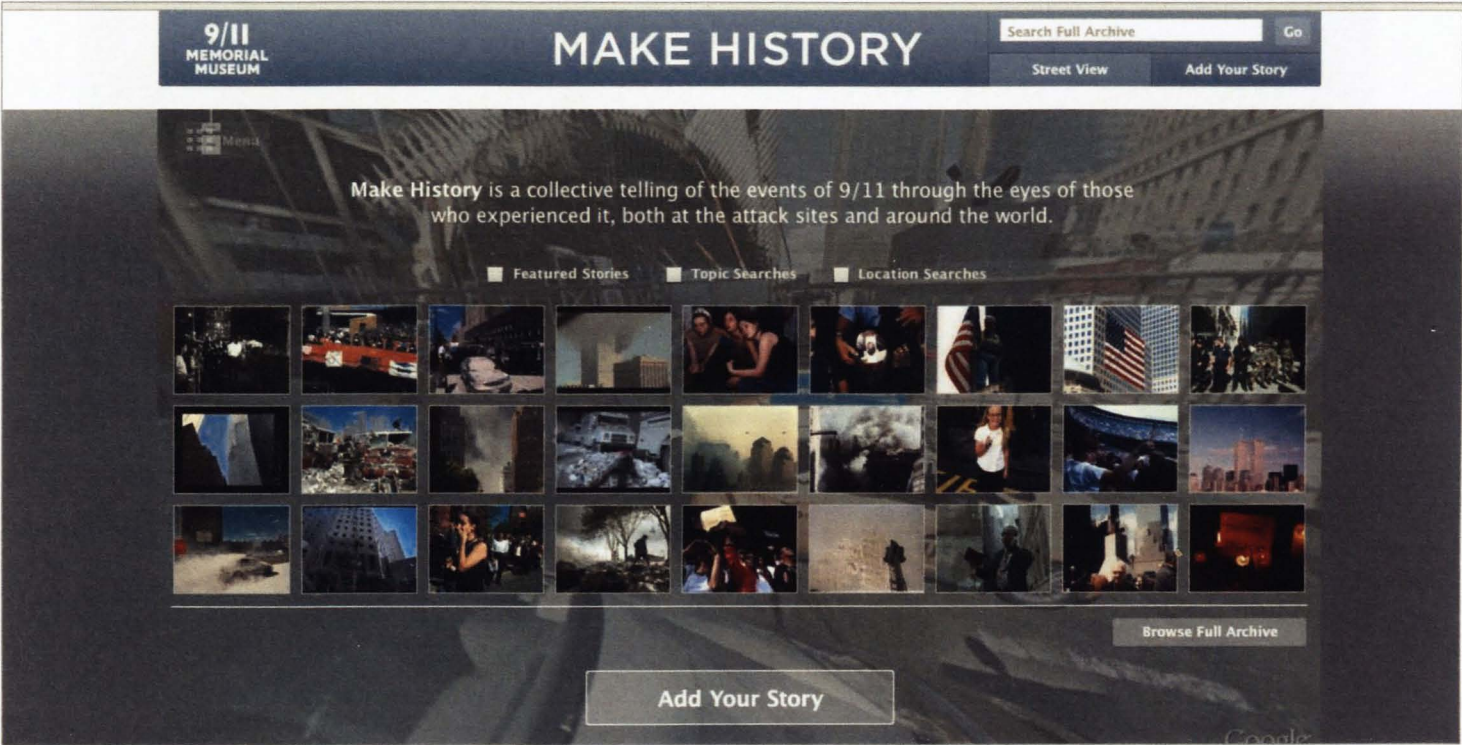 9/11
MEMORIAL
MUSEUM
MAKE HISTORY
Search Full Archive
Go
Street View
Add Your Story
Menu
Make History is a collective telling of the events of 9/11 through the eyes of those
who experienced it, both at the attack sites and around the world.
Featured Stories
Topic Searches
Location Searches
Browse Full Archive
Add Your Story
Google